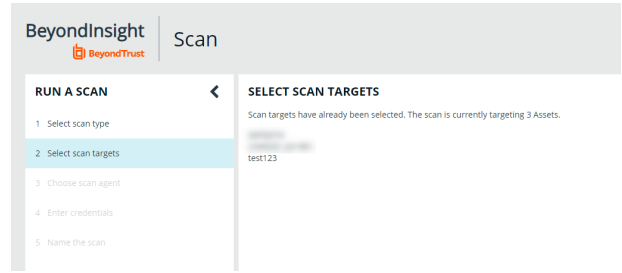 BeyondInsight
BeyondTrust
Scan
RUN A SCAN
1 Select scan type
2 Select scan targets
3 Choose scan agent
4 Enter credentials
5 Name the scan
SELECT SCAN TARGETS
Scan targets have already been selected. The scan is currently targeting 3 Assets.
test123